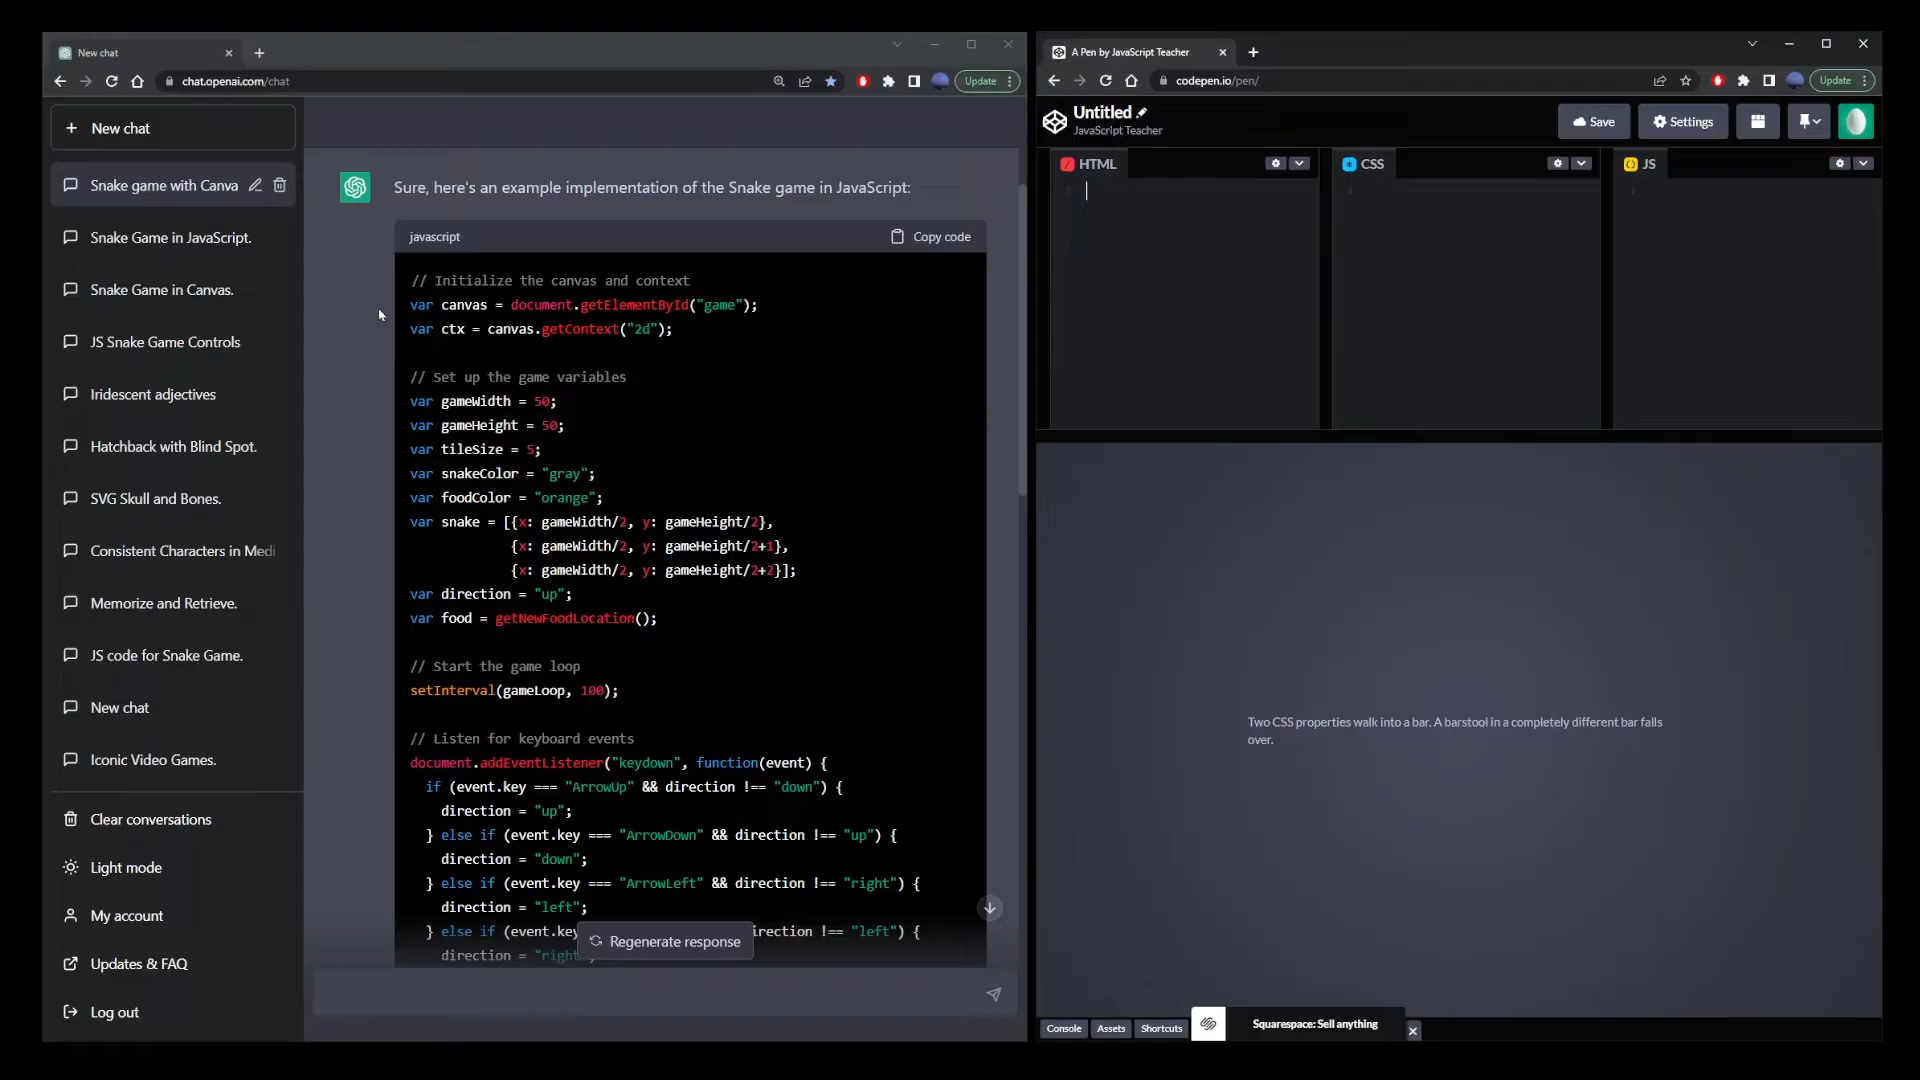 New chat
chat.openai.com/chat
Update
New chat
Snake game with Canva
Snake Game in JavaScript.
Snake Game in Canvas.
JS Snake Game Controls
Iridescent adjectives
Hatchback with Blind Spot.
SVG Skull and Bones.
Consistent Characters in Medi
Memorize and Retrieve.
JS code for Snake Game.
New chat
Iconic Video Games.
Clear conversations
Light mode
My account
Updates & FAQ
Log out
Sure, here's an example implementation of the Snake game in JavaScript:
javascript
Copy code
// Initialize the canvas and context
var canvas = document.getElementById("game");
var ctx = canvas.getContext("2d");
// Set up the game variables
var gameWidth = 50;
var gameHeight = 50;
var tileSize = 5;
var snakeColor = "gray";
var foodColor = "orange";
var snake = [{x: gameWidth/2, y: gameHeight/2},
{x: gameWidth/2, y: gameHeight/2+1},
{x: gameWidth/2, y: gameHeight/2+2}];
var direction = "up";
var food = getNewFoodLocation();
// Start the game loop
setInterval(gameLoop, 100);
// Listen for keyboard events
document.addEventListener("keydown", function(event) {
if (event.key === "ArrowUp" && direction !== "down") {
direction = "up";
} else if (event.key === "ArrowDown" && direction !== "up") {
direction = "down";
} else if (event.key === "ArrowLeft" && direction !== "right") {
direction = "left";
} else if (event.key
irection !== "left") {
direction = "right
Regenerate response
A Pen by JavaScript Teacher
codepen.io/pen/
Update
Untitled
JavaScript Teacher
Save
Settings
HTML
CSS
JS
1
1
1
Two CSS properties walk into a bar. A barstool in a completely different bar falls
over.
Console
Assets
Shortcuts
Squarespace: Sell anything